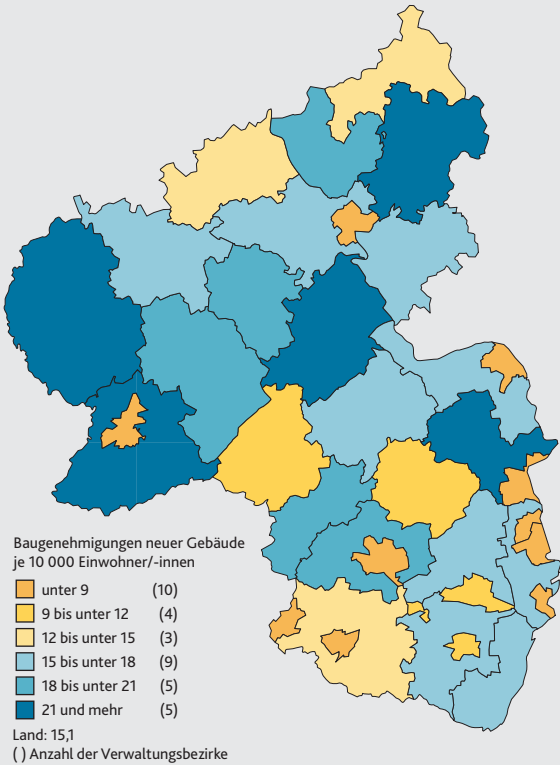 Baugenehmigungen neuer Gebäude
je 10 000 Einwohner/-innen
unter 9 (10)
9 bis unter 12 (4)
12 bis unter 15 (3)
15 bis unter 18 (9)
18 bis unter 21 (5)
21 und mehr (5)
Land: 15,1
( ) Anzahl der Verwaltungsbezirke